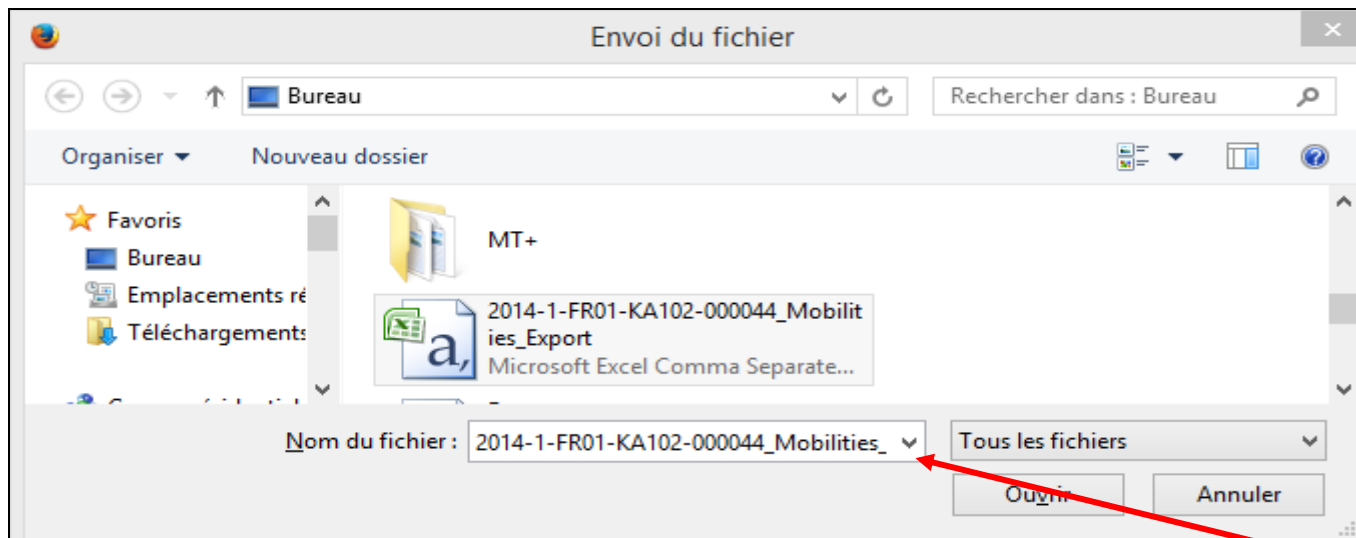 Envoi du fichier
Bureau
Rechercher dans : Bureau
Organiser
Nouveau dossier
Favoris
Bureau
Emplacements ré
Téléchargements
MT+
2014-1-FR01-KA102-000044_Mobilit
ies_Export
Microsoft Excel Comma Separate...
Nom du fichier :
2014-1-FR01-KA102-000044_Mobilities_
Tous les fichiers
Ouvrir
Annuler